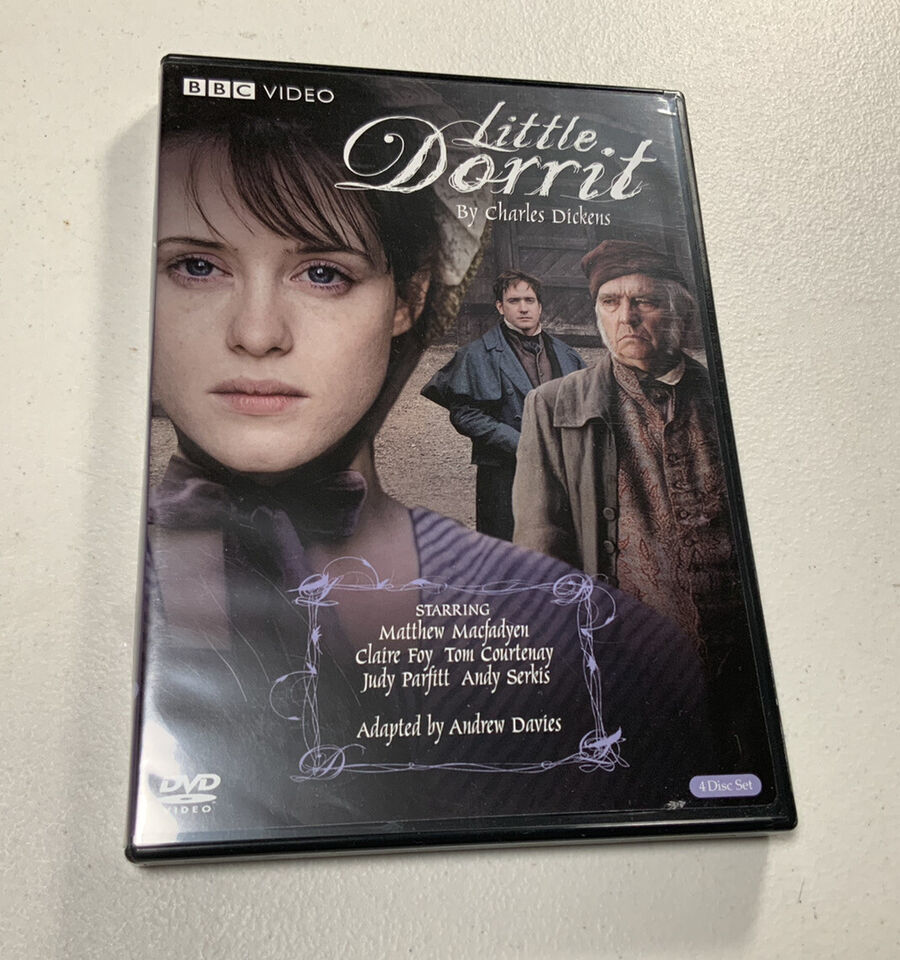 BBC VIDEO
Little
Dorrit
By Charles Dickens
STARRING
Matthew Macfadyen
Claire Foy Tom Courtenay
Judy Parfitt Andy Serkis
Adapted by Andrew Davies
DVD
VIDEO
4 Disc Set